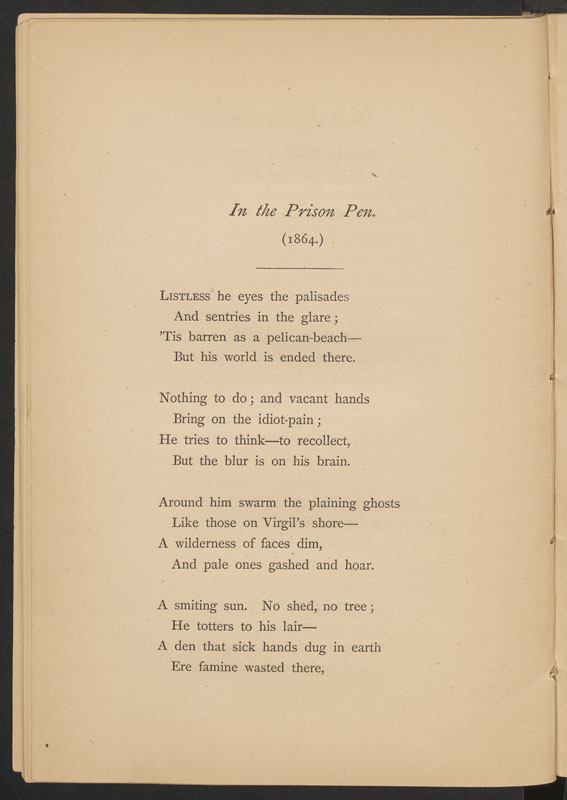 In the Prison Pen.
(1864.)
LISTLESS he eyes the palisades
And sentries in the glare ;
'Tis barren as a pelican-beach—
But his world is ended there.
Nothing to do ; and vacant hands
Bring on the idiot-pain ;
He tries to think—to recollect,
But the blur is on his brain.
Around him swarm the plaining ghosts
Like those on Virgil's shore—
A wilderness of faces dim,
And pale ones gashed and hoar.
A smiting sun. No shed, no tree ;
He totters to his lair—
A den that sick hands dug in earth
Ere famine wasted there,